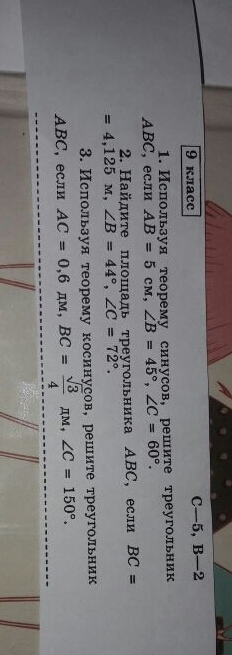 С—5, В—2
9 класс
1. Используя теорему синусов, решите треугольник
ABC, если AB = 5 см, ∠B = 45°, ∠C = 60°.
2. Найдите площадь треугольника ABC, если BC =
= 4,125 м, ∠B = 44°, ∠C = 72°.
3. Используя теорему косинусов, решите треугольник
ABC, если AC = 0,6 дм, BC = √3/4 дм, ∠C = 150°.